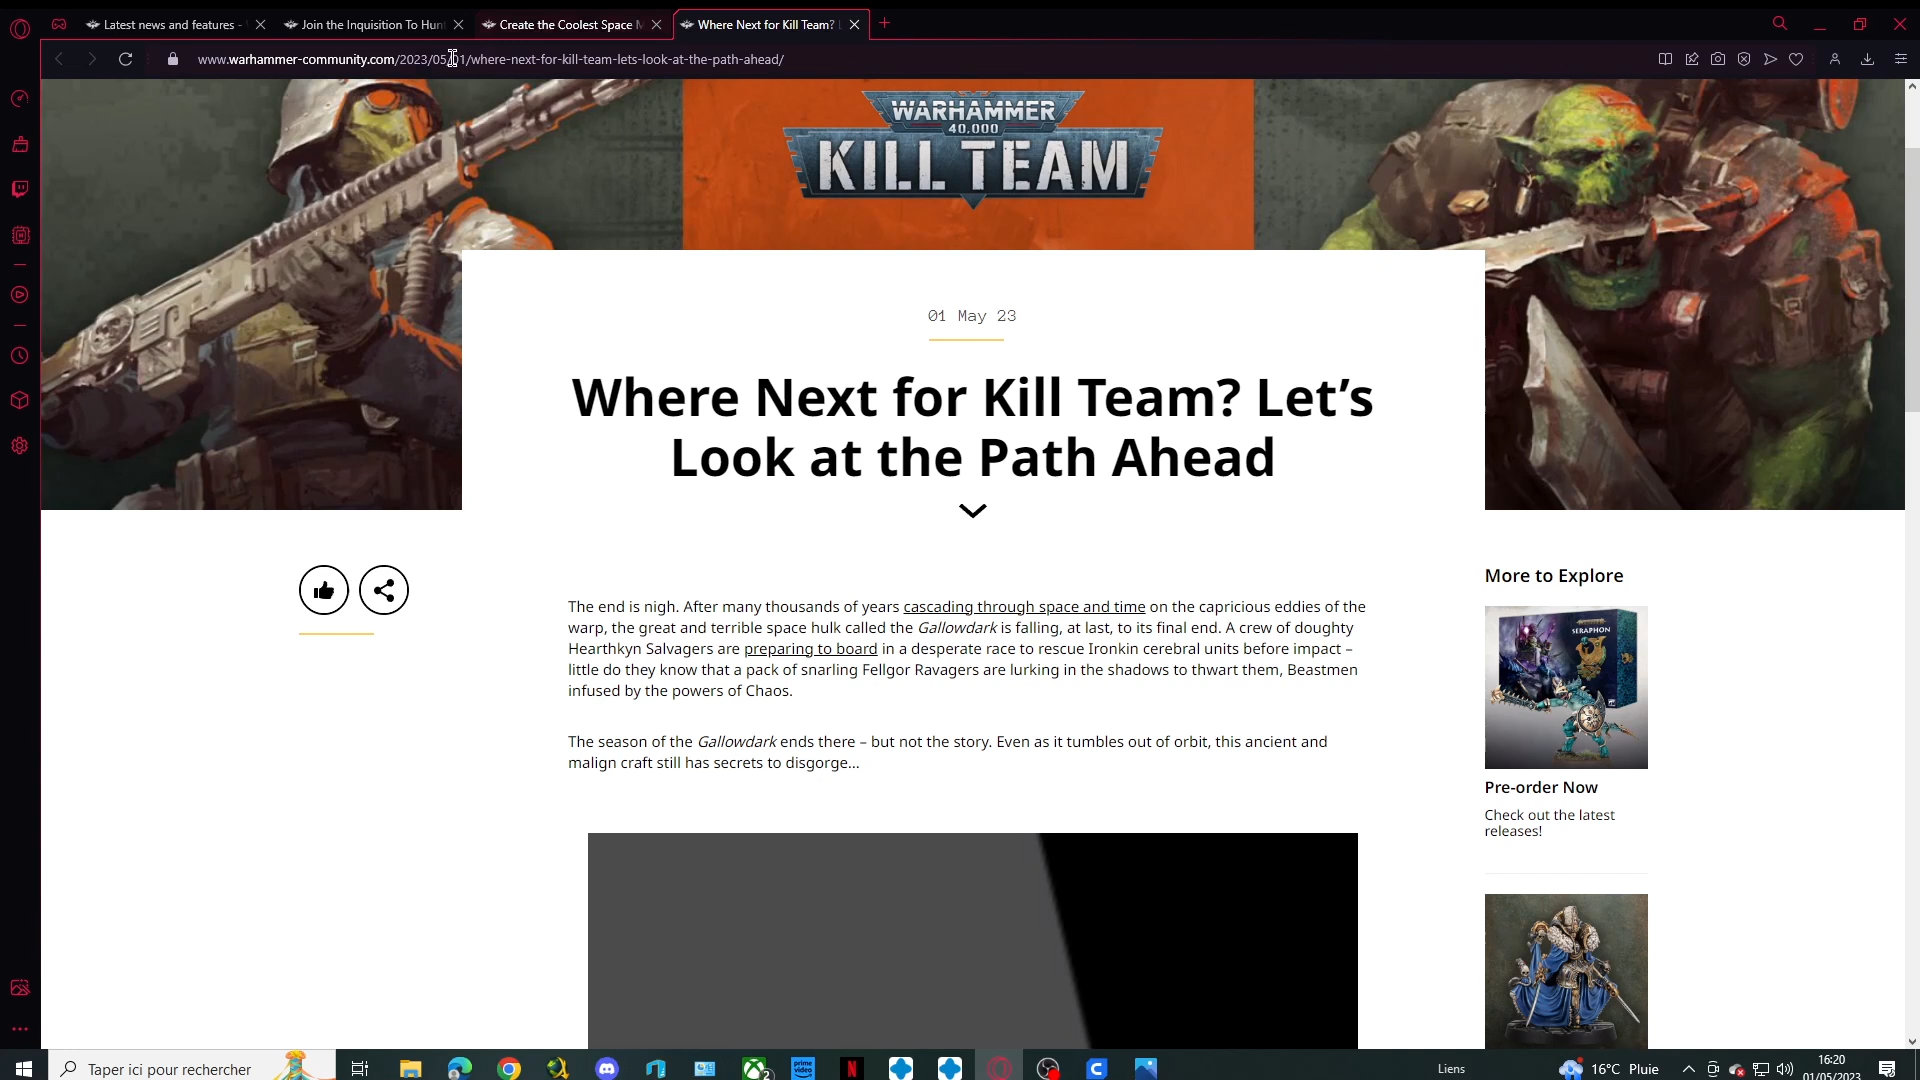 Latest news and features -
Join the Inquisition To Hun
Create the Coolest Space M
Where Next for Kill Team? L
www.warhammer-community.com/2023/05/01/where-next-for-kill-team-lets-look-at-the-path-ahead/
WARHAMMER
40,000
KILL TEAM
01 May 23
Where Next for Kill Team? Let's
Look at the Path Ahead
The end is nigh. After many thousands of years cascading through space and time on the capricious eddies of the
warp, the great and terrible space hulk called the Gallowdark is falling, at last, to its final end. A crew of doughty
Hearthkyn Salvagers are preparing to board in a desperate race to rescue Ironkin cerebral units before impact –
little do they know that a pack of snarling Fellgor Ravagers are lurking in the shadows to thwart them, Beastmen
infused by the powers of Chaos.
The season of the Gallowdark ends there – but not the story. Even as it tumbles out of orbit, this ancient and
malign craft still has secrets to disgorge...
More to Explore
SERAPHON
Pre-order Now
Check out the latest
releases!
Taper ici pour rechercher
2
prime
video
N
Liens
16°C Pluie
16:20
01/05/2023